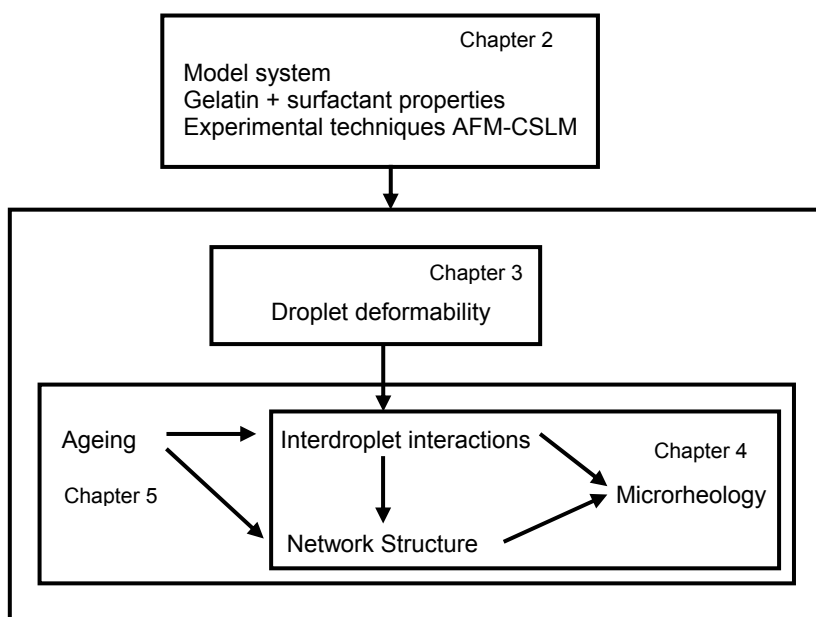 Chapter 2
Model system
Gelatin + surfactant properties
Experimental techniques AFM-CSLM
Chapter 3
Droplet deformability
Ageing
Interdroplet interactions
Chapter 4
Chapter 5
Microrheology
Network Structure